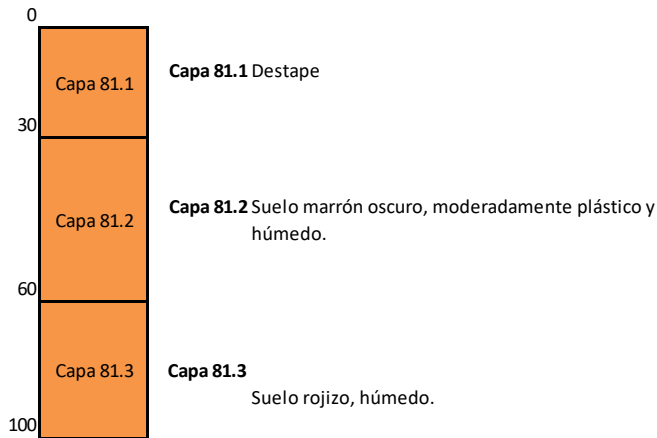 0
Capa 81.1
Capa 81.1 Destape
30
Capa 81.2
Capa 81.2 Suelo marrón oscuro, moderadamente plástico y
húmedo.
60
Capa 81.3
Capa 81.3
Suelo rojizo, húmedo.
100